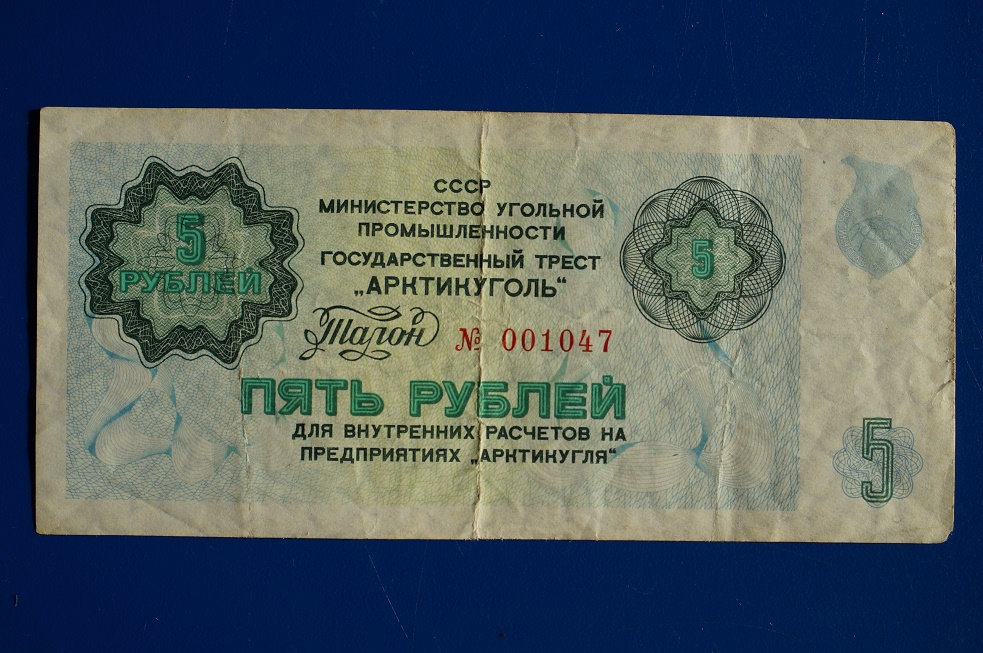 5
РУБЛЕЙ
СССР
МИНИСТЕРСТВО УГОЛЬНОЙ
ПРОМЫШЛЕННОСТИ
ГОСУДАРСТВЕННЫЙ ТРЕСТ
„АРКТИКУГОЛЬ“
Талон № 001047
ПЯТЬ РУБЛЕЙ
ДЛЯ ВНУТРЕННИХ РАСЧЕТОВ НА
ПРЕДПРИЯТИЯХ „АРКТИКУГЛЯ“
5
5